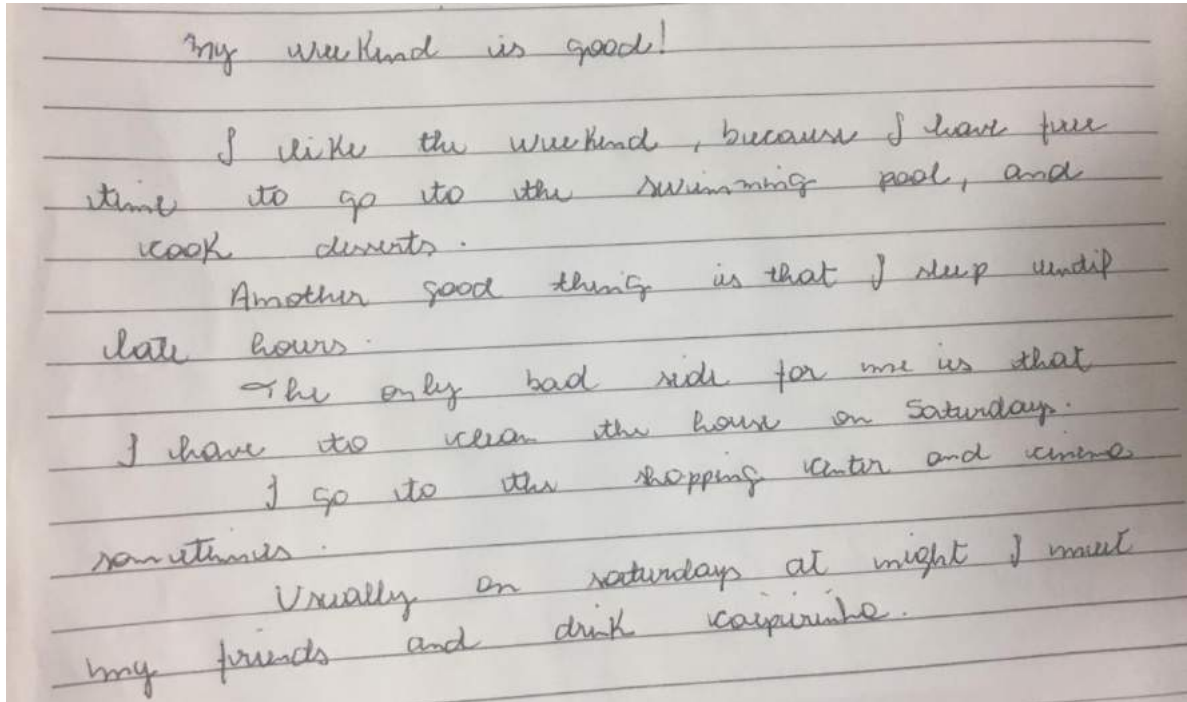 My weekend is good!
I like the weekend, because I have free
time to go to the swimming pool, and
cook desserts.
Another good thing is that I sleep until
late hours.
The only bad side for me is that
I have to clean the house on Saturdays.
I go to the shopping center and cinema
sometimes.
Usually on saturdays at night I meet
my friends and drink caipirinha.